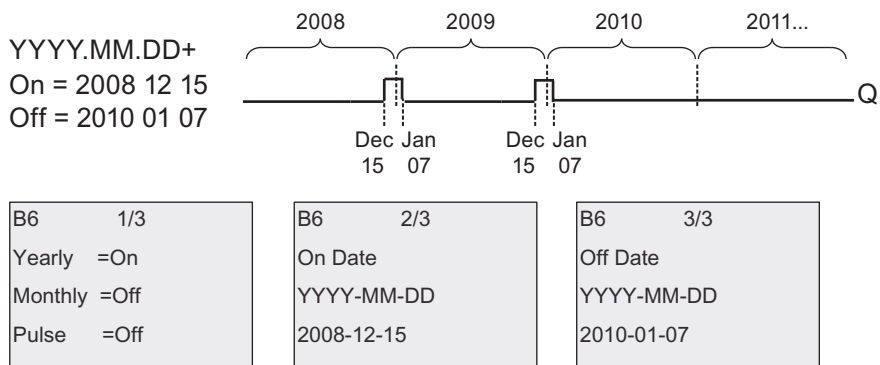 2008 2009 2010 2011...
YYYY.MM.DD+
On = 2008 12 15
Off = 2010 01 07
Q
Dec Jan Dec Jan
15 07 15 07
B6 1/3
Yearly =On
Monthly =Off
Pulse =Off
B6 2/3
On Date
YYYY-MM-DD
2008-12-15
B6 3/3
Off Date
YYYY-MM-DD
2010-01-07